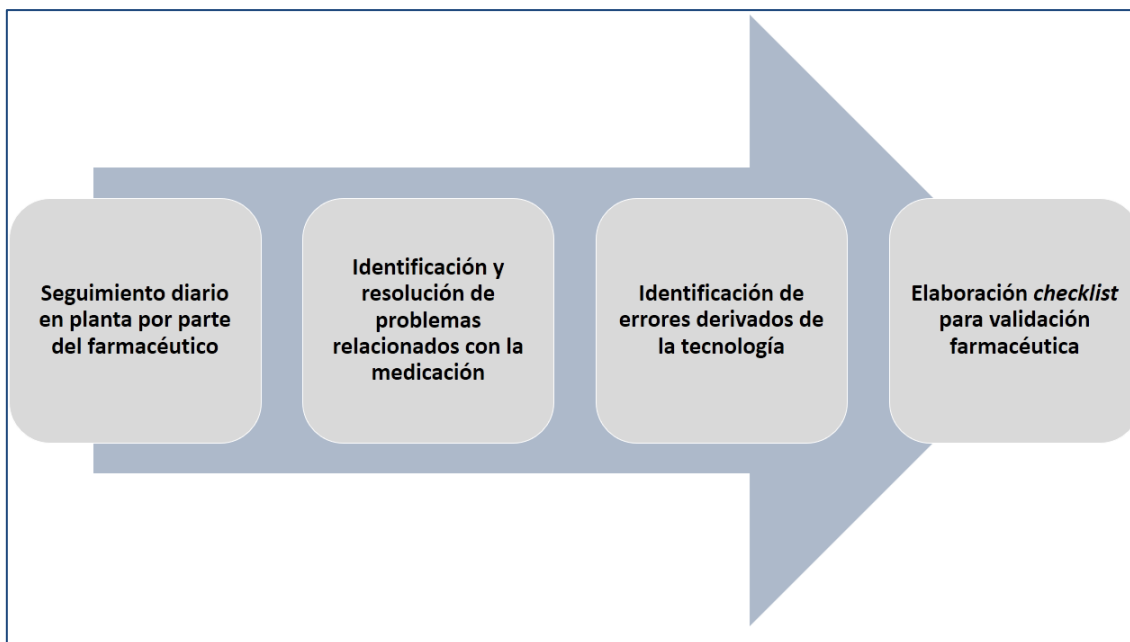 Seguimiento diario
en planta por parte
del farmacéutico
Identificación y
resolución de
problemas
relacionados con la
medicación
Identificación de
errores derivados de
la tecnología
Elaboración checklist
para validación
farmacéutica